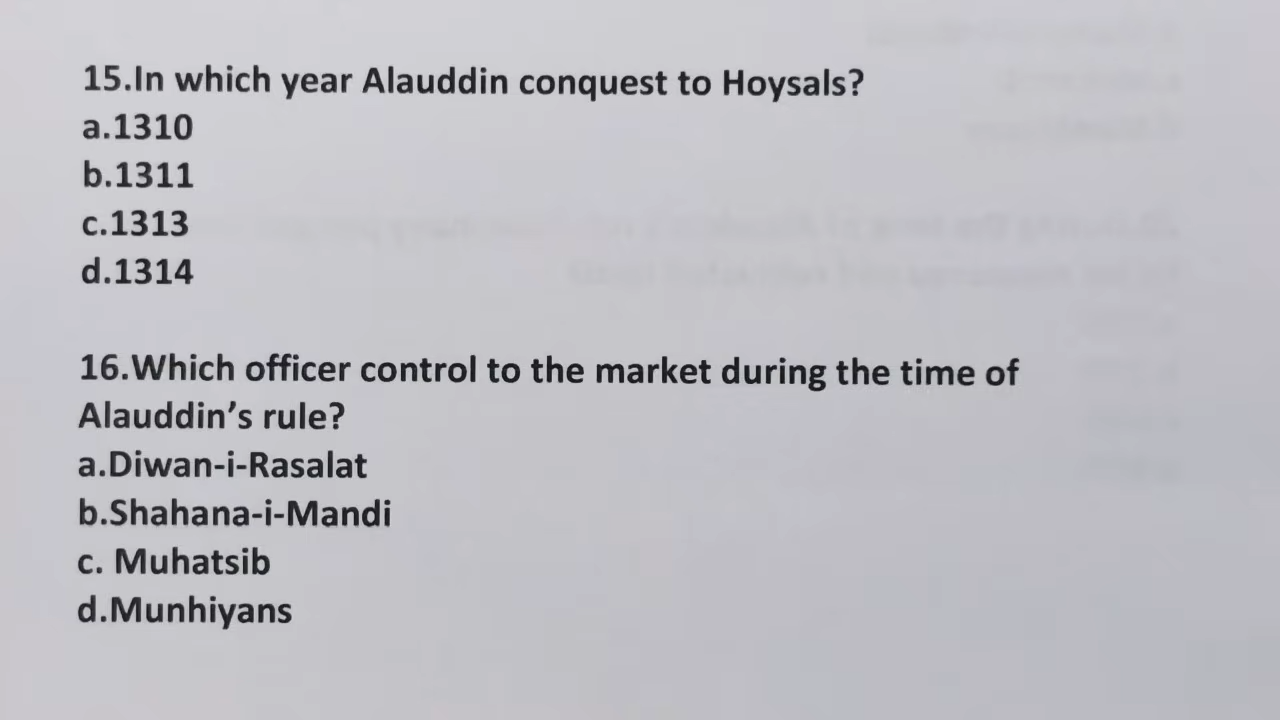 15.In which year Alauddin conquest to Hoysals?
a.1310
b.1311
c.1313
d.1314
16.Which officer control to the market during the time of
Alauddin’s rule?
a.Diwan-i-Rasalat
b.Shahana-i-Mandi
c. Muhatsib
d.Munhiyans